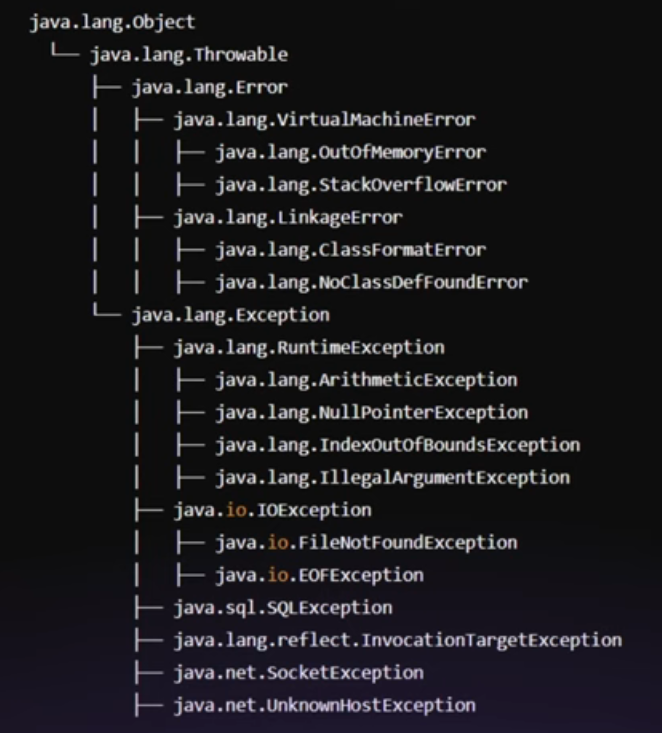 java.lang.Object
└── java.lang.Throwable
├── java.lang.Error
│ ├── java.lang.VirtualMachineError
│ │ ├── java.lang.OutOfMemoryError
│ │ ├── java.lang.StackOverflowError
│ ├── java.lang.LinkageError
│ │ ├── java.lang.ClassFormatError
│ │ ├── java.lang.NoClassDefFoundError
└── java.lang.Exception
├── java.lang.RuntimeException
│ ├── java.lang.ArithmeticException
│ ├── java.lang.NullPointerException
│ ├── java.lang.IndexOutOfBoundsException
│ ├── java.lang.IllegalArgumentException
├── java.io.IOException
│ ├── java.io.FileNotFoundException
│ ├── java.io.EOFException
├── java.sql.SQLException
├── java.lang.reflect.InvocationTargetException
├── java.net.SocketException
├── java.net.UnknownHostException